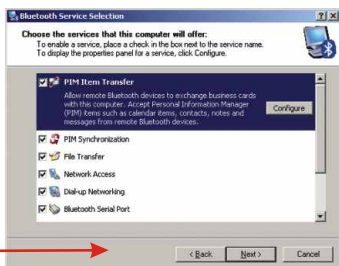 Bluetooth Service Selection
Choose the services that this computer will offer:
To enable a service, place a check in the box next to the service name.
To display the properties panel for a service, click Configure.
PIM Item Transfer
Allow remote Bluetooth devices to exchange business cards
with this computer. Accept Personal Information Manager
(PIM) items such as calendar items, contacts, notes and
messages from remote Bluetooth devices.
Configure
PIM Synchronization
File Transfer
Network Access
Dial-up Networking
Bluetooth Serial Port
< Back
Next >
Cancel